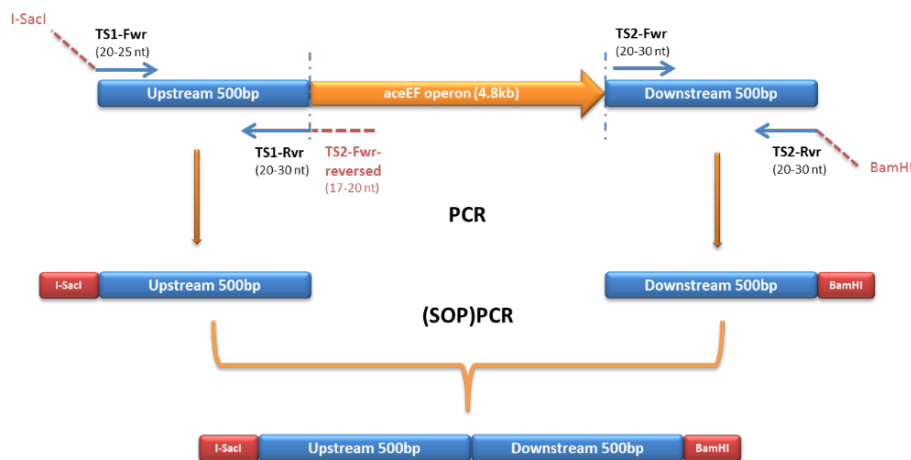 I-SacI
TS1-Fwr
(20-25 nt)
TS2-Fwr
(20-30 nt)
Upstream 500bp
aceEF operon (4.8kb)
Downstream 500bp
TS1-Rvr
(20-30 nt)
TS2-Fwr-
reversed
(17-20 nt)
TS2-Rvr
(20-30 nt)
BamHI
PCR
I-SacI
Upstream 500bp
Downstream 500bp
BamHI
(SOP)PCR
I-SacI
Upstream 500bp
Downstream 500bp
BamHI